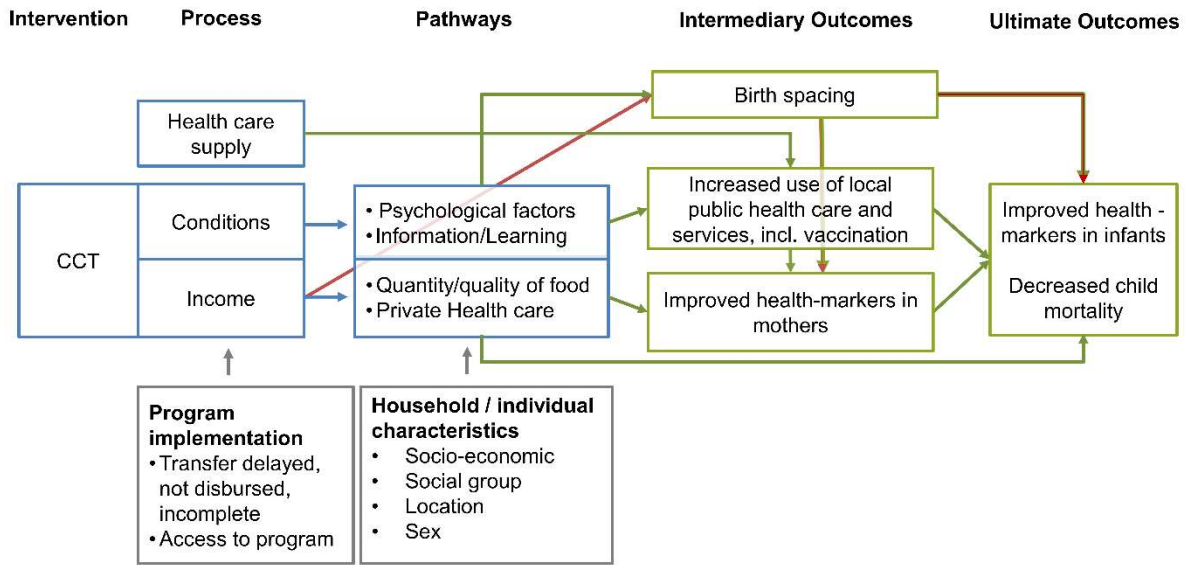 Intervention
Process
Pathways
Intermediary Outcomes
Ultimate Outcomes
Health care
supply
CCT
Conditions
Income
• Psychological factors
• Information/Learning
• Quantity/quality of food
• Private Health care
Birth spacing
Increased use of local
public health care and
services, incl. vaccination
Improved health-markers in
mothers
Improved health -
markers in infants
Decreased child
mortality
Program
implementation
• Transfer delayed,
not disbursed,
incomplete
• Access to program
Household / individual
characteristics
• Socio-economic
• Social group
• Location
• Sex